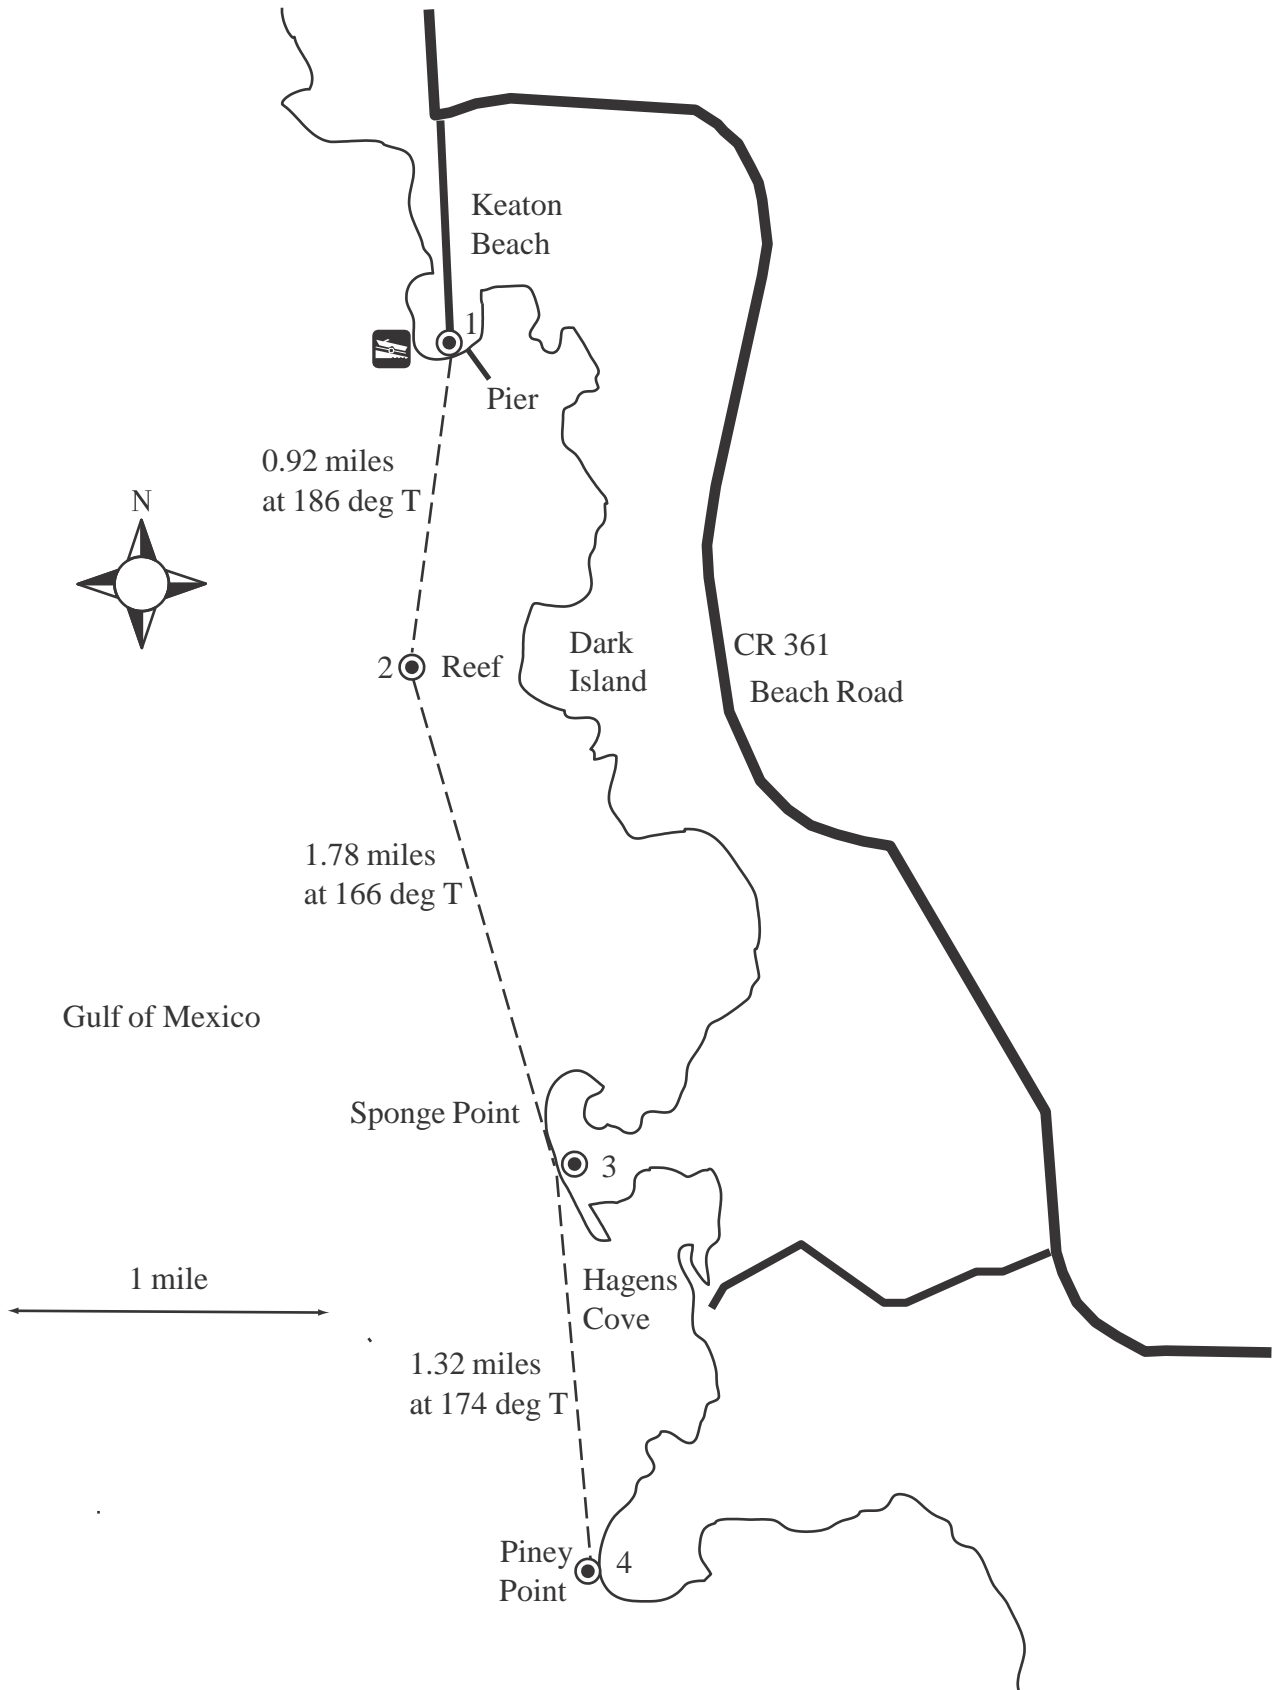 Keaton
Beach
1
Pier
0.92 miles
at 186 deg T
N
2
Reef
Dark
Island
CR 361
Beach Road
1.78 miles
at 166 deg T
Gulf of Mexico
Sponge Point
3
1 mile
Hagens
Cove
1.32 miles
at 174 deg T
Piney
Point
4